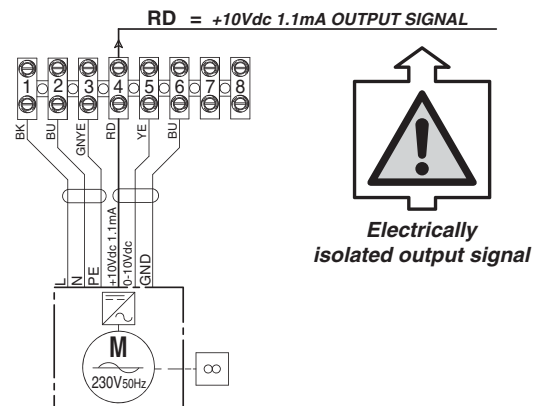 RD = +10Vdc 1.1mA OUTPUT SIGNAL
1 2 3 4 5 6 7 8
BK BU GNYE RD YE BU
L N PE +10Vdc 1.1mA 0-10Vdc GND
M
230V50Hz
8
Electrically
isolated output signal